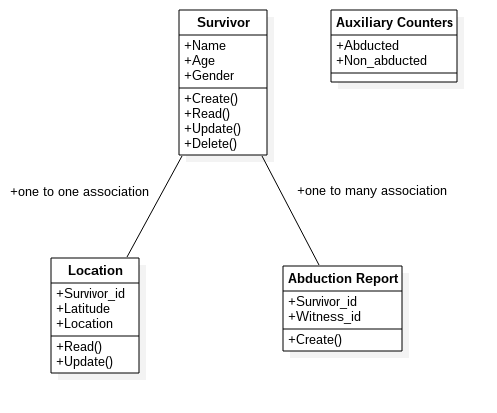 Survivor
+Name
+Age
+Gender
+Create()
+Read()
+Update()
+Delete()
Auxiliary Counters
+Abducted
+Non_abducted
+one to one association
+one to many association
Location
+Survivor_id
+Latitude
+Location
+Read()
+Update()
Abduction Report
+Survivor_id
+Witness_id
+Create()